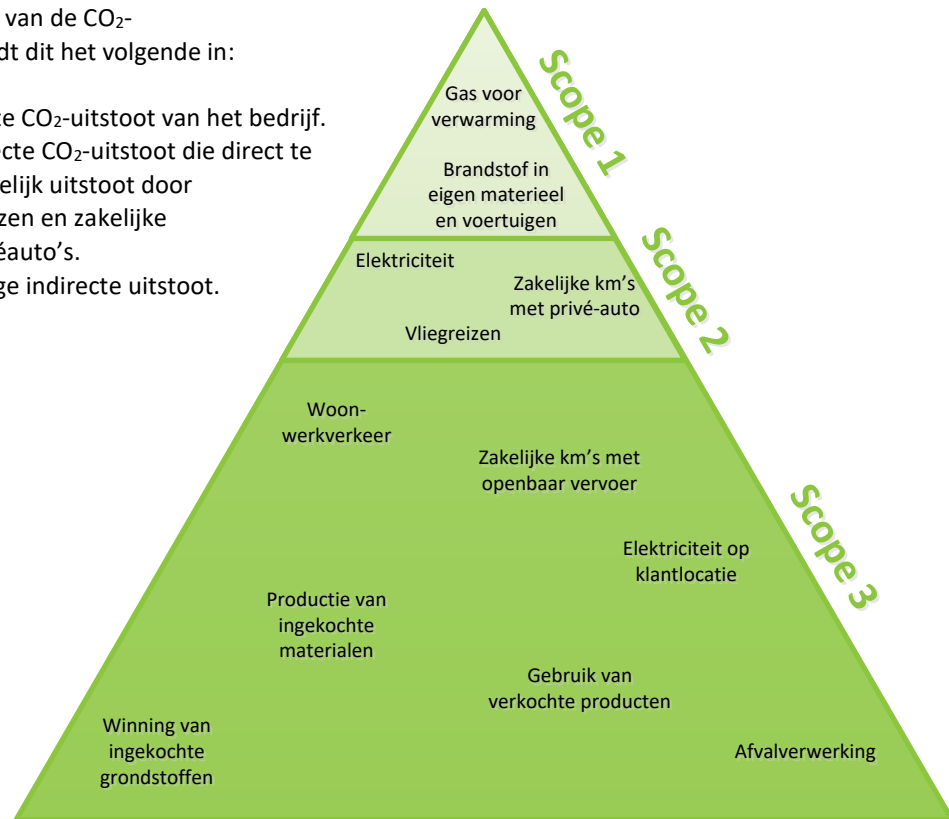 van de CO₂-
dt dit het volgende in:
te CO₂-uitstoot van het bedrijf.
ecte CO₂-uitstoot die direct te
elijk uitstoot door
zen en zakelijke
éauto’s.
ge indirecte uitstoot.
Scope 1
Gas voor
verwarming
Brandstof in
eigen materieel
en voertuigen
Scope 2
Elektriciteit
Zakelijke km’s
met privé-auto
Vliegreizen
Scope 3
Woon-
werkverkeer
Zakelijke km’s met
openbaar vervoer
Elektriciteit op
klantlocatie
Productie van
ingekochte
materialen
Gebruik van
verkochte producten
Winning van
ingekochte
grondstoffen
Afvalverwerking